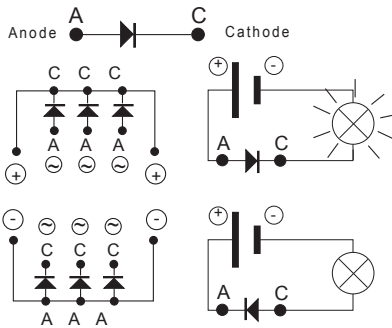 Anode A C Cathode
C C C
A A A
+ ~ ~ ~ +
- ~ ~ ~ -
C C C
A A A
+ -
A C
+ -
A C